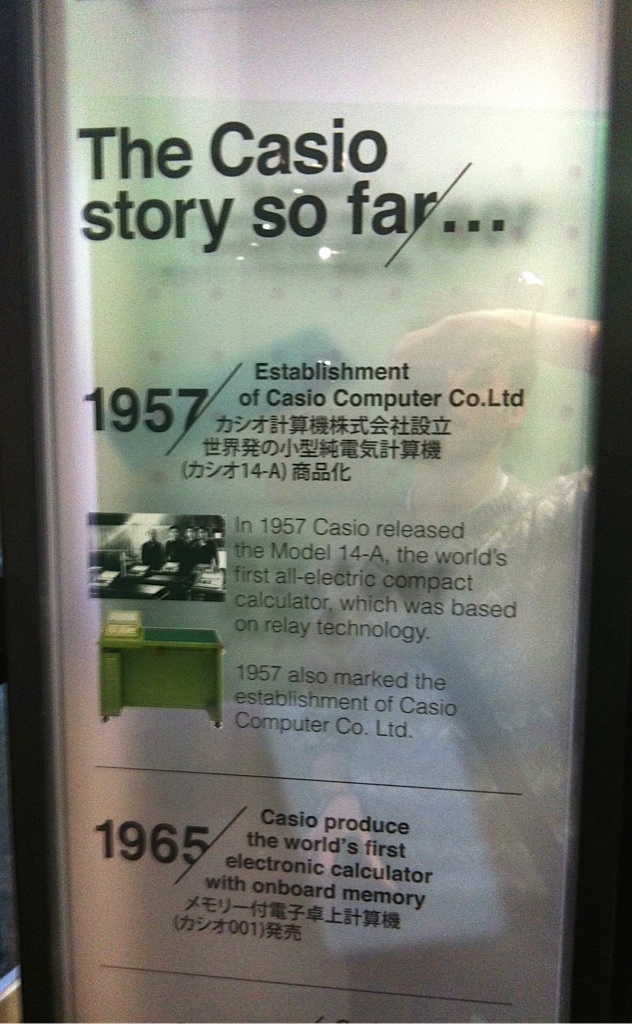 The Casio
story so far/...
1957/
Establishment
of Casio Computer Co.Ltd
カシオ計算機株式会社設立
世界発の小型純電気計算機
(カシオ14-A) 商品化
In 1957 Casio released
the Model 14-A, the world's
first all-electric compact
calculator, which was based
on relay technology.
1957 also marked the
establishment of Casio
Computer Co. Ltd.
1965/
Casio produce
the world's first
electronic calculator
with onboard memory
メモリー付電子卓上計算機
(カシオ001)発売